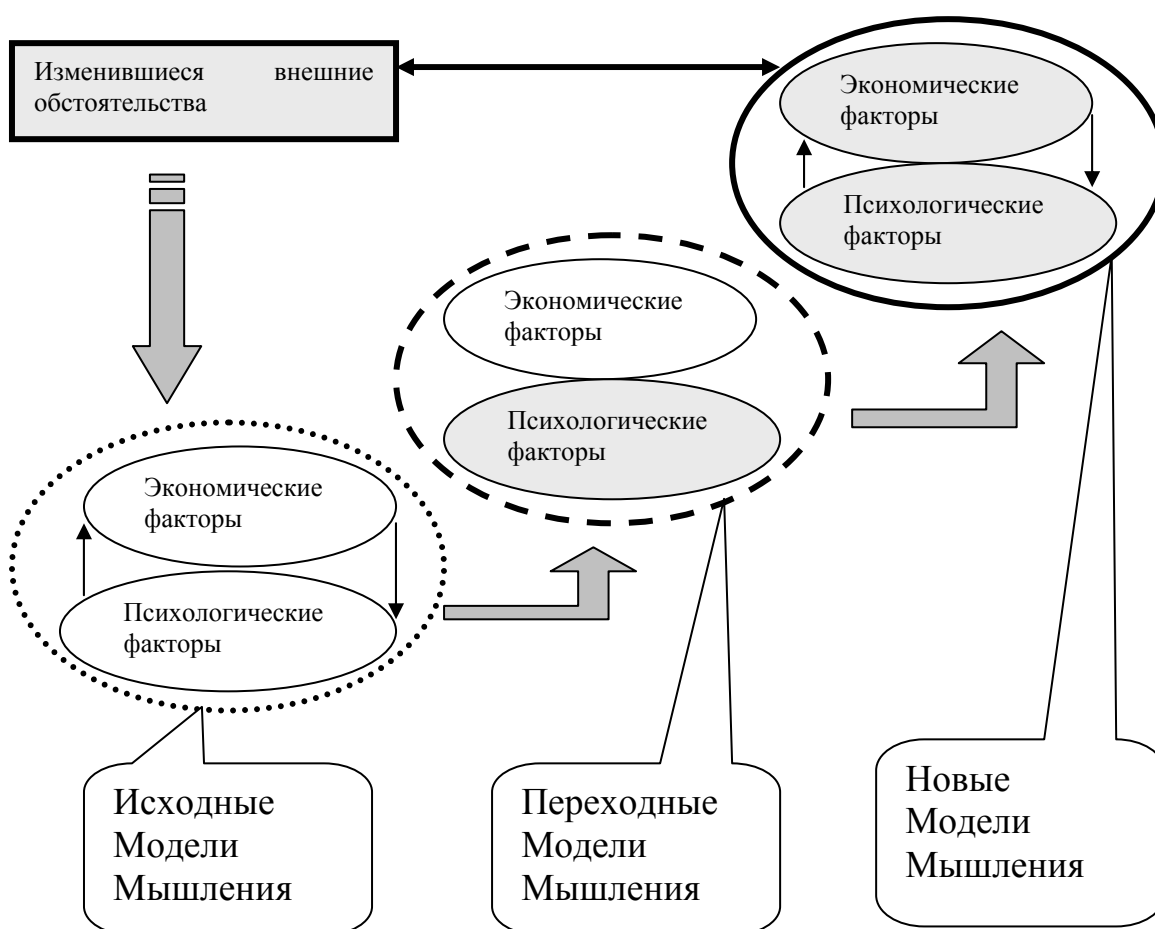 Изменившиеся внешние
обстоятельства
Экономические
факторы
Психологические
факторы
Экономические
факторы
Психологические
факторы
Экономические
факторы
Психологические
факторы
Исходные
Модели
Мышления
Переходные
Модели
Мышления
Новые
Модели
Мышления